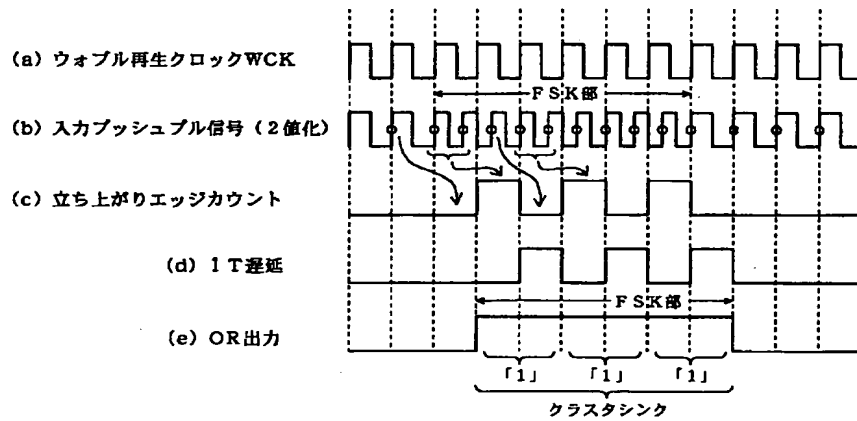 (a) ウォブル再生クロックWCK
FSK部
(b) 入力プッシュプル信号(2値化)
(c) 立ち上がりエッジカウント
(d) 1T遅延
FSK部
(e) OR出力
「1」 「1」 「1」
クラスタシンク